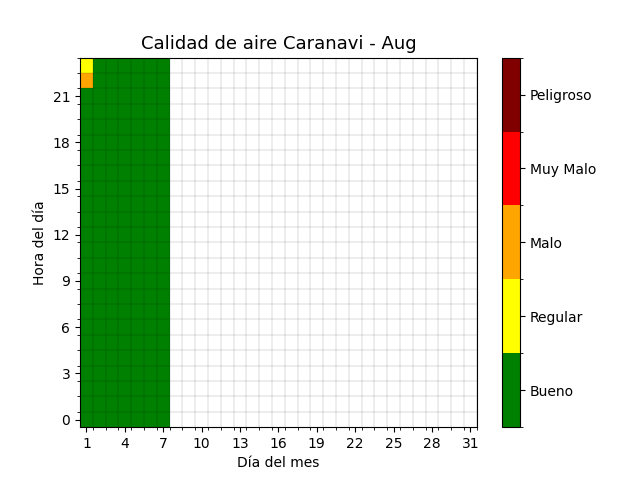 Calidad de aire Caranavi - Aug
Hora del día
21
18
15
12
9
6
3
0
1 4 7 10 13 16 19 22 25 28 31
Día del mes
Peligroso
Muy Malo
Malo
Regular
Bueno